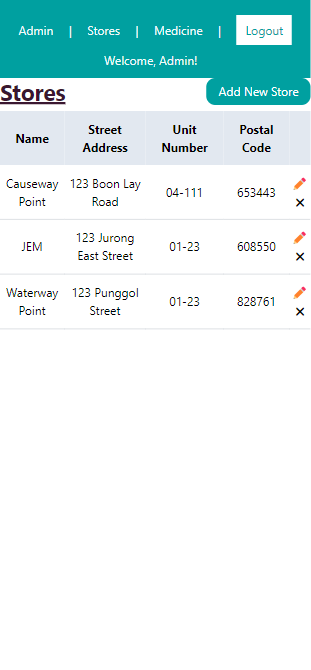 Admin | Stores | Medicine | Logout
Welcome, Admin!
Stores Add New Store
Name Street Address Unit Number Postal Code
Causeway Point 123 Boon Lay Road 04-111 653443
JEM 123 Jurong East Street 01-23 608550
Waterway Point 123 Punggol Street 01-23 828761